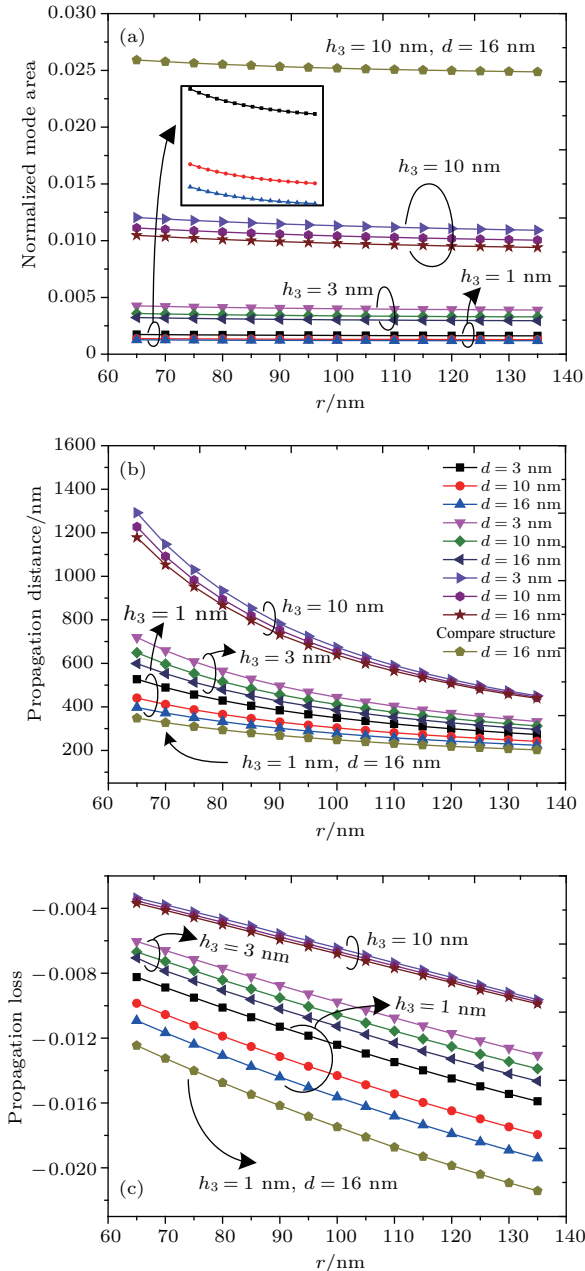 (a)
h₃ = 10 nm, d = 16 nm
h₃ = 10 nm
h₃ = 3 nm
h₃ = 1 nm
Normalized mode area
0.030
0.025
0.020
0.015
0.010
0.005
0
60 70 80 90 100 110 120 130 140
r/nm
(b)
Propagation distance/nm
1600
1400
1200
1000
800
600
400
200
d = 3 nm
d = 10 nm
d = 16 nm
d = 3 nm
d = 10 nm
d = 16 nm
d = 3 nm
d = 10 nm
d = 16 nm
Compare structure
d = 16 nm
h₃ = 1 nm
h₃ = 10 nm
h₃ = 3 nm
h₃ = 1 nm, d = 16 nm
60 70 80 90 100 110 120 130 140
r/nm
Propagation loss
−0.004
−0.008
−0.012
−0.016
−0.020
h₃ = 3 nm
h₃ = 10 nm
h₃ = 1 nm
h₃ = 1 nm, d = 16 nm
(c)
60 70 80 90 100 110 120 130 140
r/nm